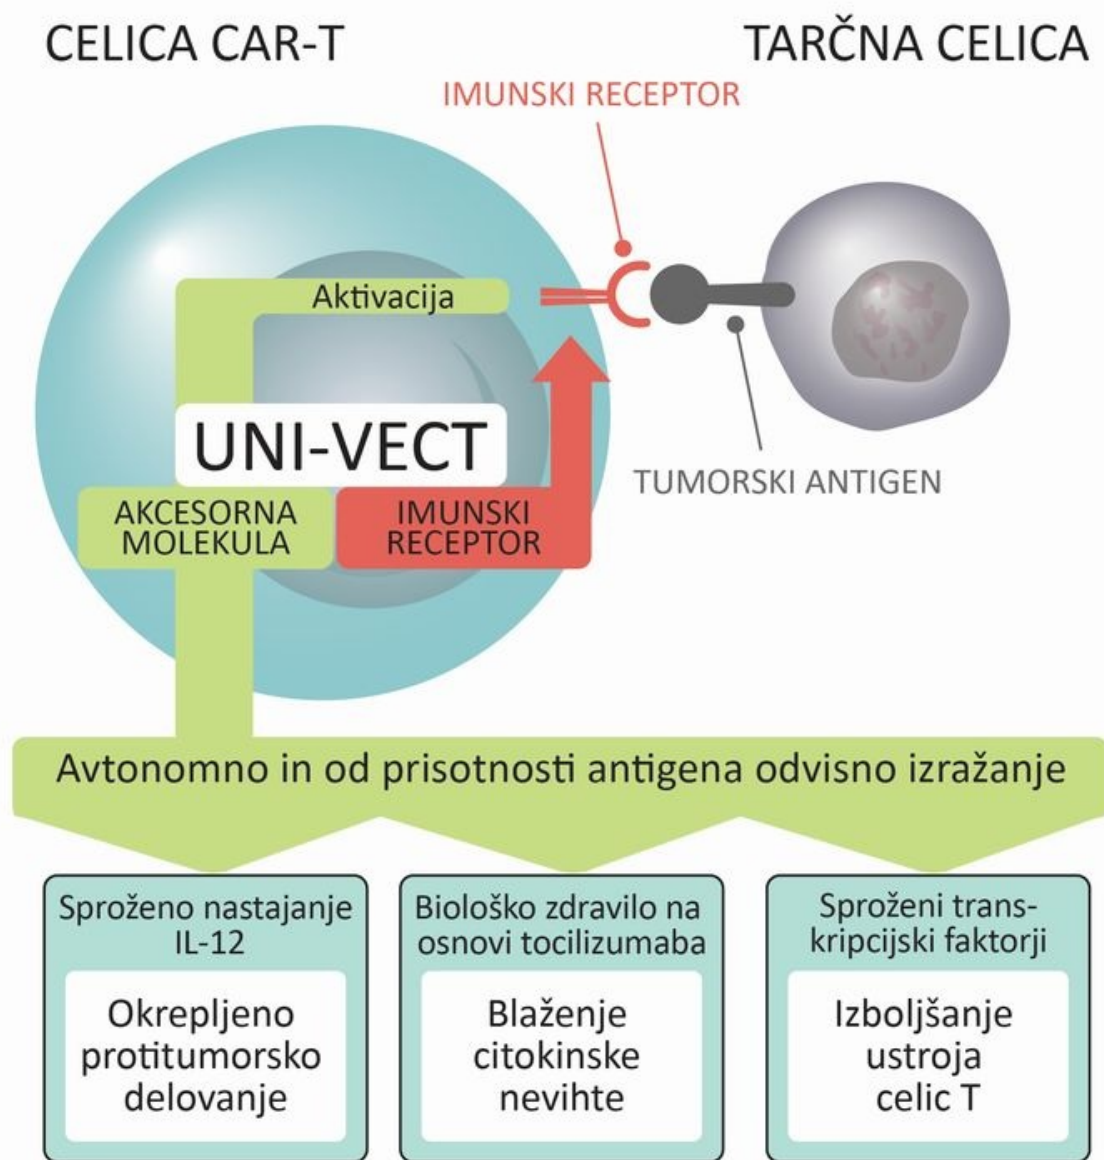 CELICA CAR-T
TARČNA CELICA
IMUNSKI RECEPTOR
Aktivacija
UNI-VECT
TUMORSKI ANTIGEN
AKCESORNA
MOLEKULA
IMUNSKI
RECEPTOR
Avtonomno in od prisotnosti antigena odvisno izražanje
Sproženo nastajanje
IL-12
Okrepljeno
protitumorsko
delovanje
Biološko zdravilo na
osnovi tocilizumaba
Blaženje
citokinske
nevihte
Sproženi trans-
kripcijski faktorji
Izboljšanje
ustroja
celic T